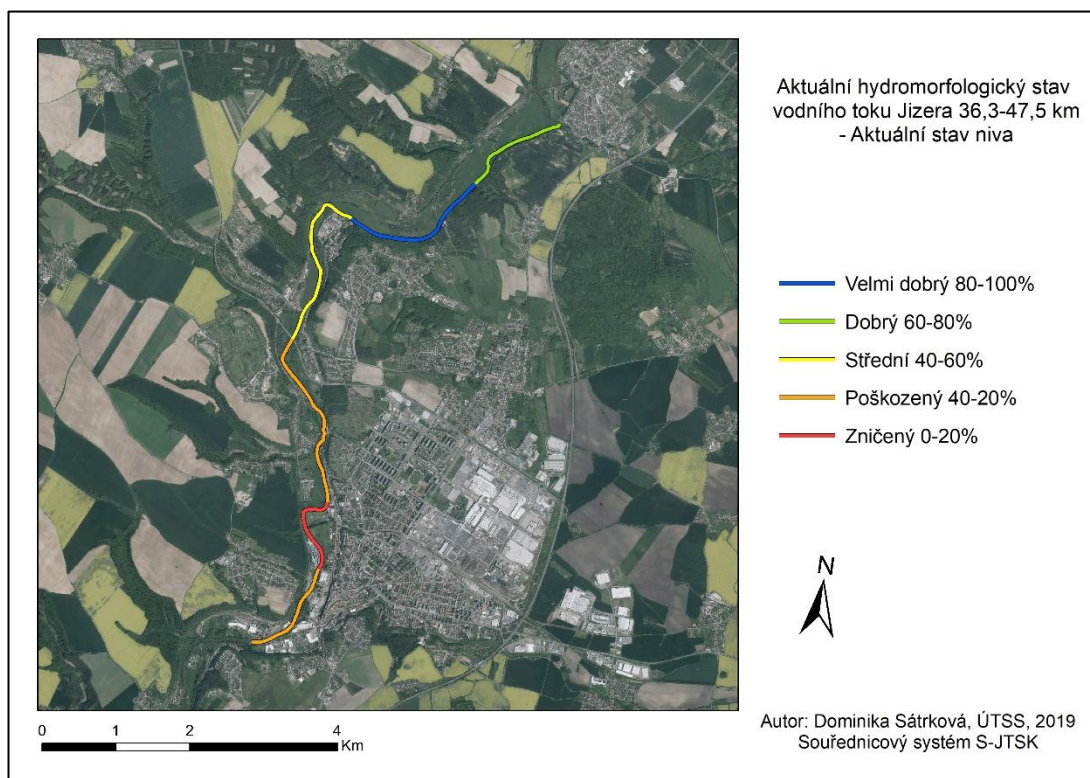 Aktuální hydromorfologický stav
vodního toku Jizera 36,3-47,5 km
- Aktuální stav niva
Velmi dobrý 80-100%
Dobrý 60-80%
Střední 40-60%
Poškozený 40-20%
Zničený 0-20%
N
0 1 2 4
Km
Autor: Dominika Sátrková, ÚTSS, 2019
Souřednicový systém S-JTSK